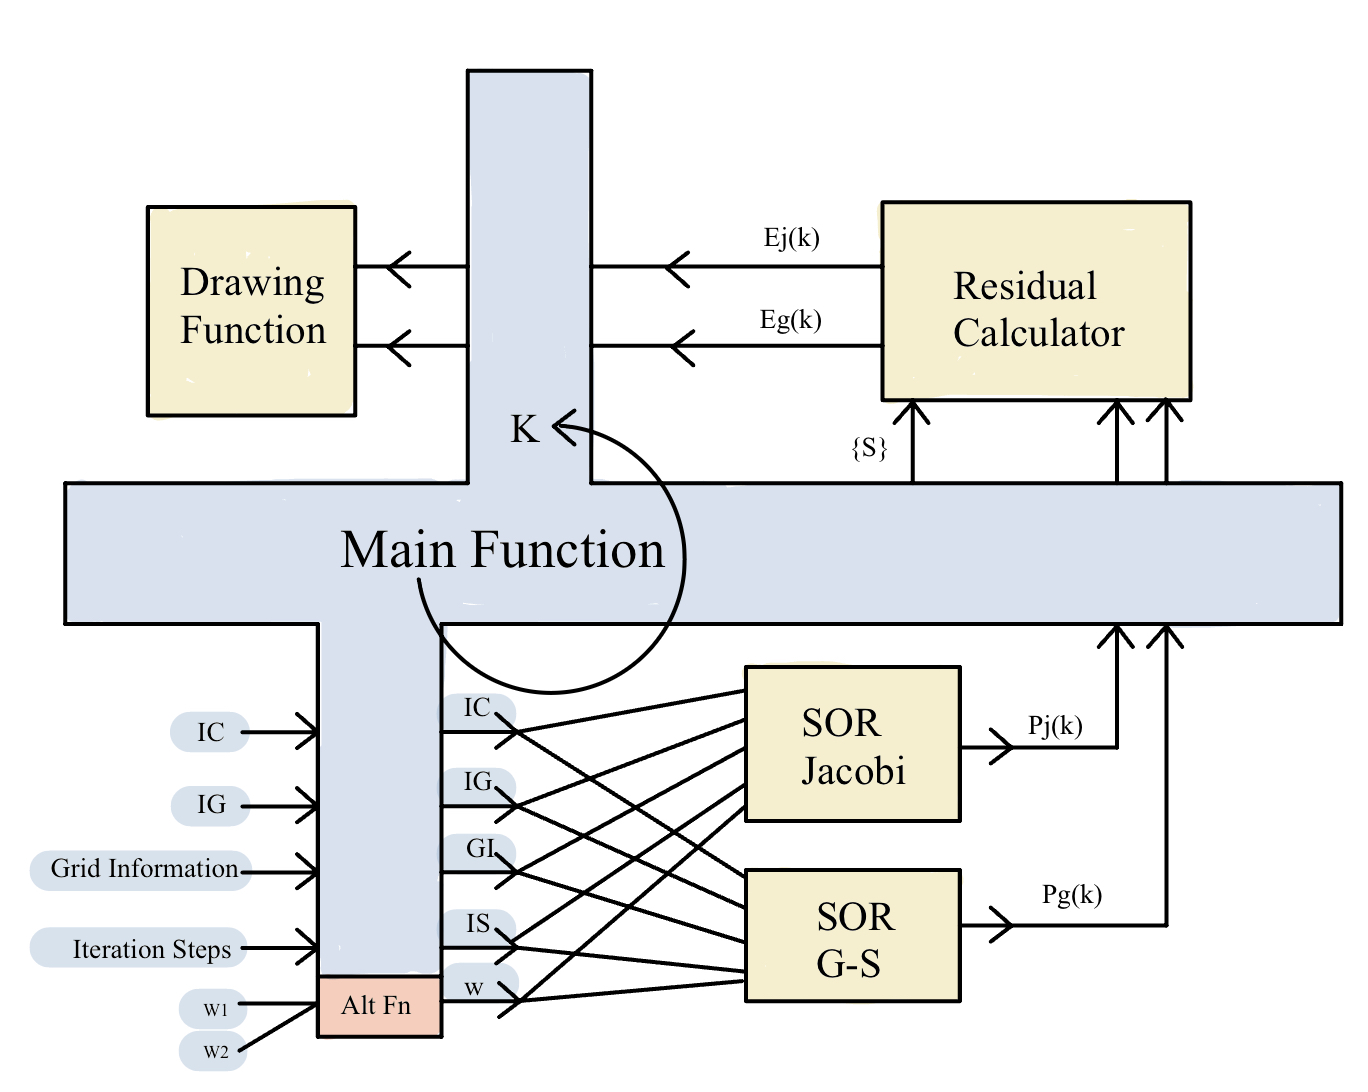 Ej(k)
Drawing
Function
Residual
Calculator
Eg(k)
K
{S}
Main Function
IC
IG
Grid Information
Iteration Steps
W1
W2
Alt Fn
IC
IG
GI
IS
w
SOR
Jacobi
Pj(k)
SOR
G-S
Pg(k)